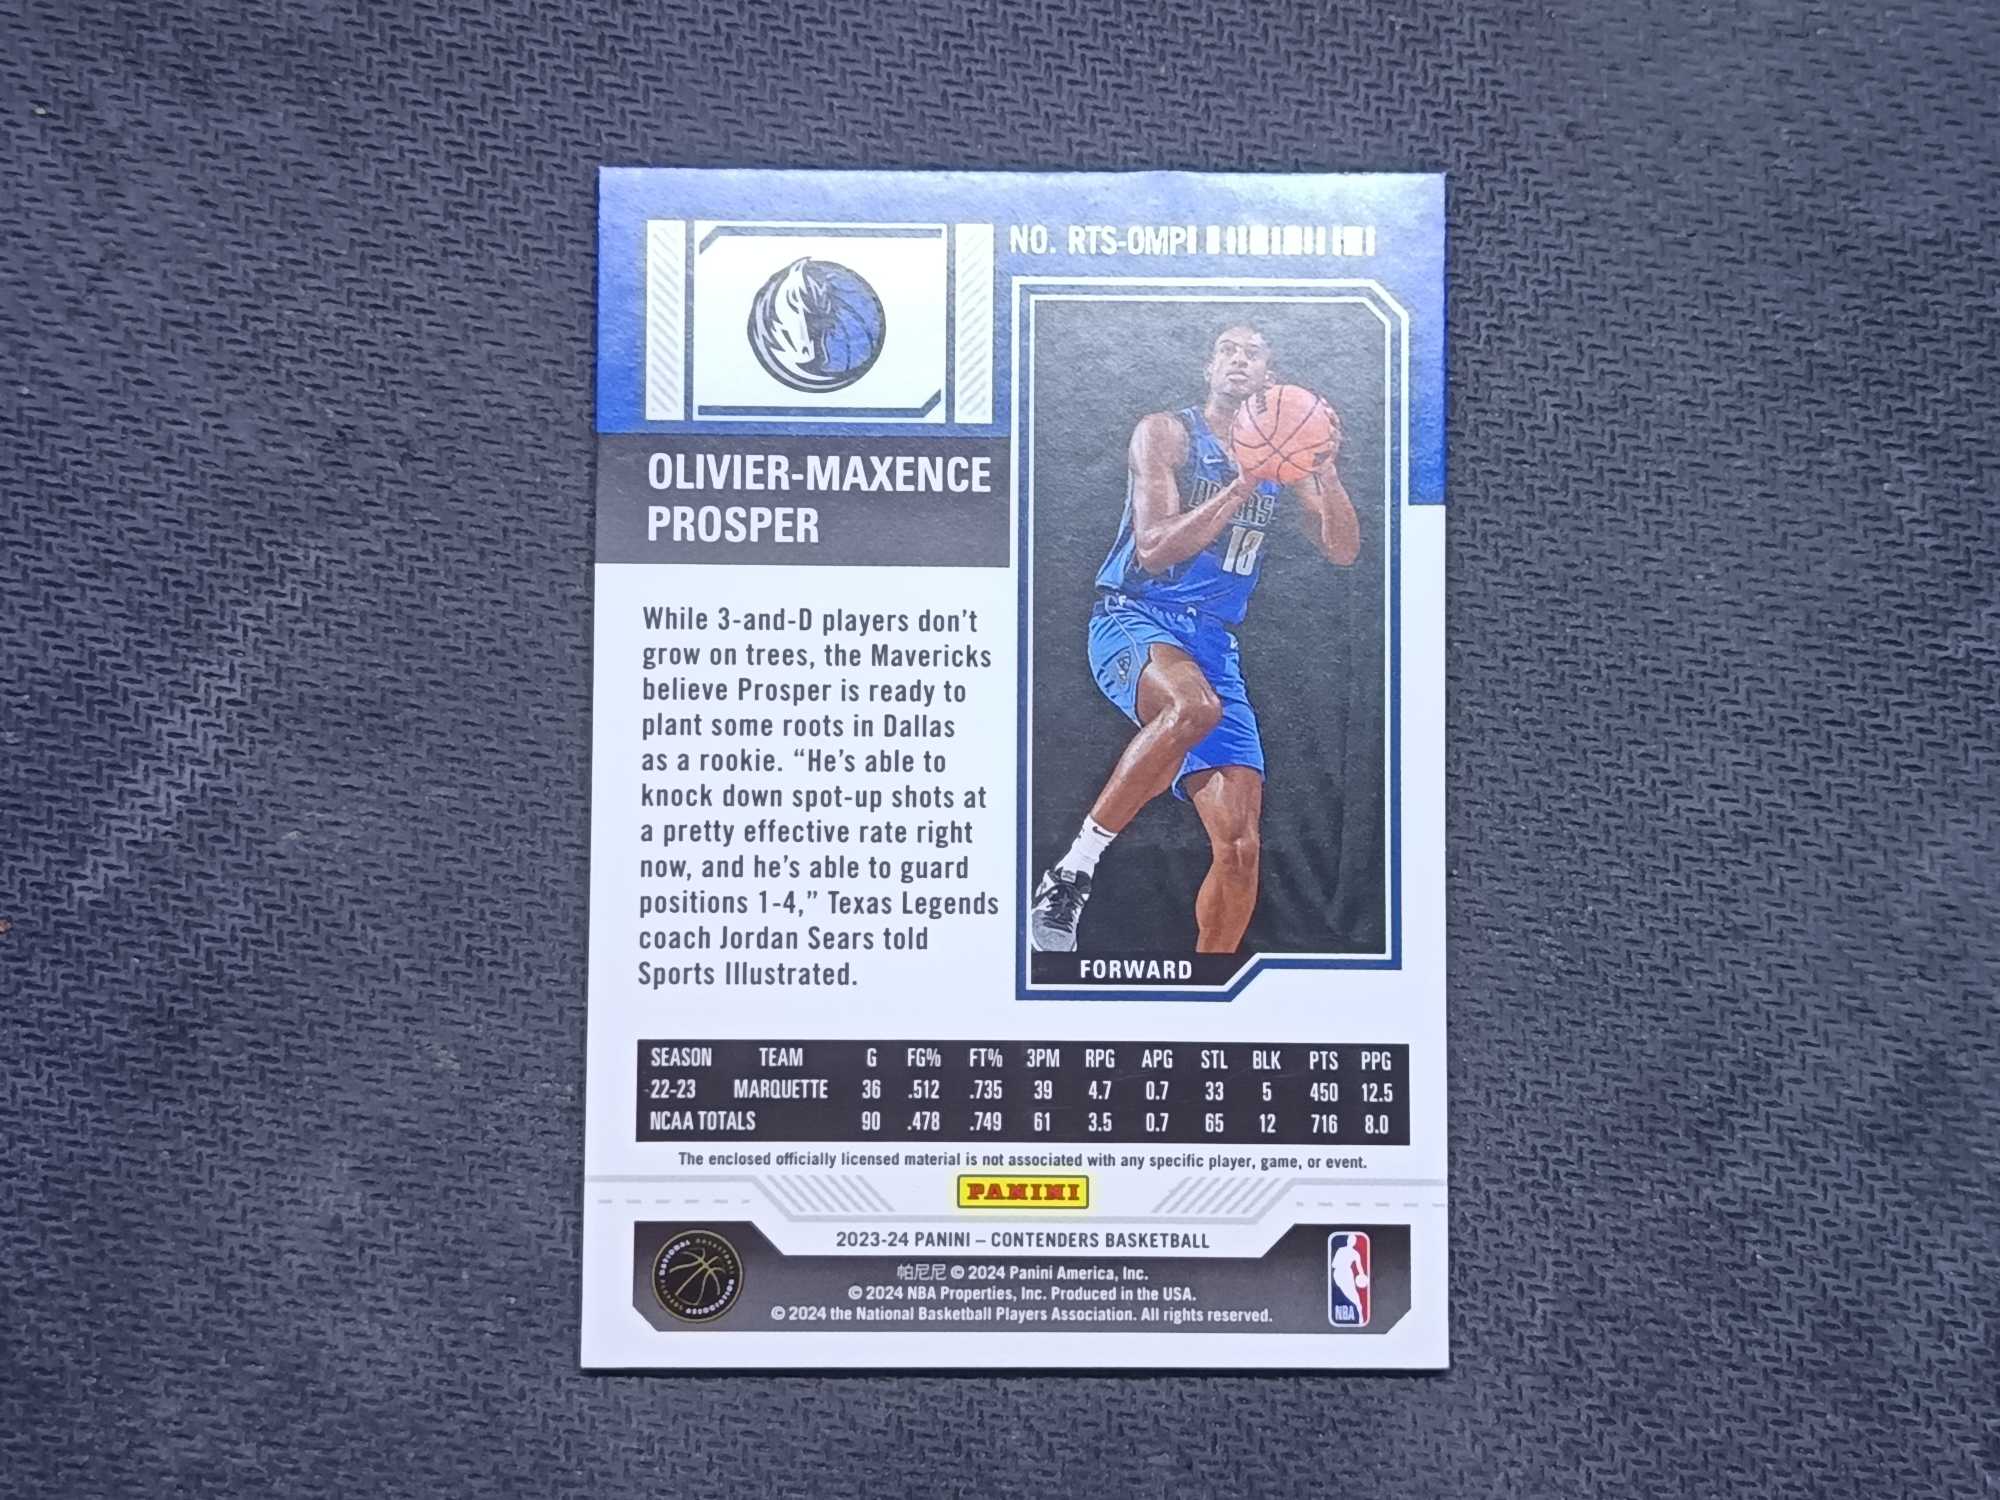 NO. RTS-OMP
OLIVIER-MAXENCE
PROSPER
While 3-and-D players don't
grow on trees, the Mavericks
believe Prosper is ready to
plant some roots in Dallas
as a rookie. “He's able to
knock down spot-up shots at
a pretty effective rate right
now, and he's able to guard
positions 1-4,” Texas Legends
coach Jordan Sears told
Sports Illustrated.
18
FORWARD
SEASON TEAM G FG% FT% 3PM RPG APG STL BLK PTS PPG
22-23 MARQUETTE 36 .512 .735 39 4.7 0.7 33 5 450 12.5
NCAA TOTALS 90 .478 .749 61 3.5 0.7 65 12 716 8.0
The enclosed officially licensed material is not associated with any specific player, game, or event.
PANINI
2023-24 PANINI – CONTENDERS BASKETBALL
NATIONAL BASKETBALL
ASSOCIATION
帕尼尼 © 2024 Panini America, Inc.
© 2024 NBA Properties, Inc. Produced in the USA.
© 2024 the National Basketball Players Association. All rights reserved.
NBA